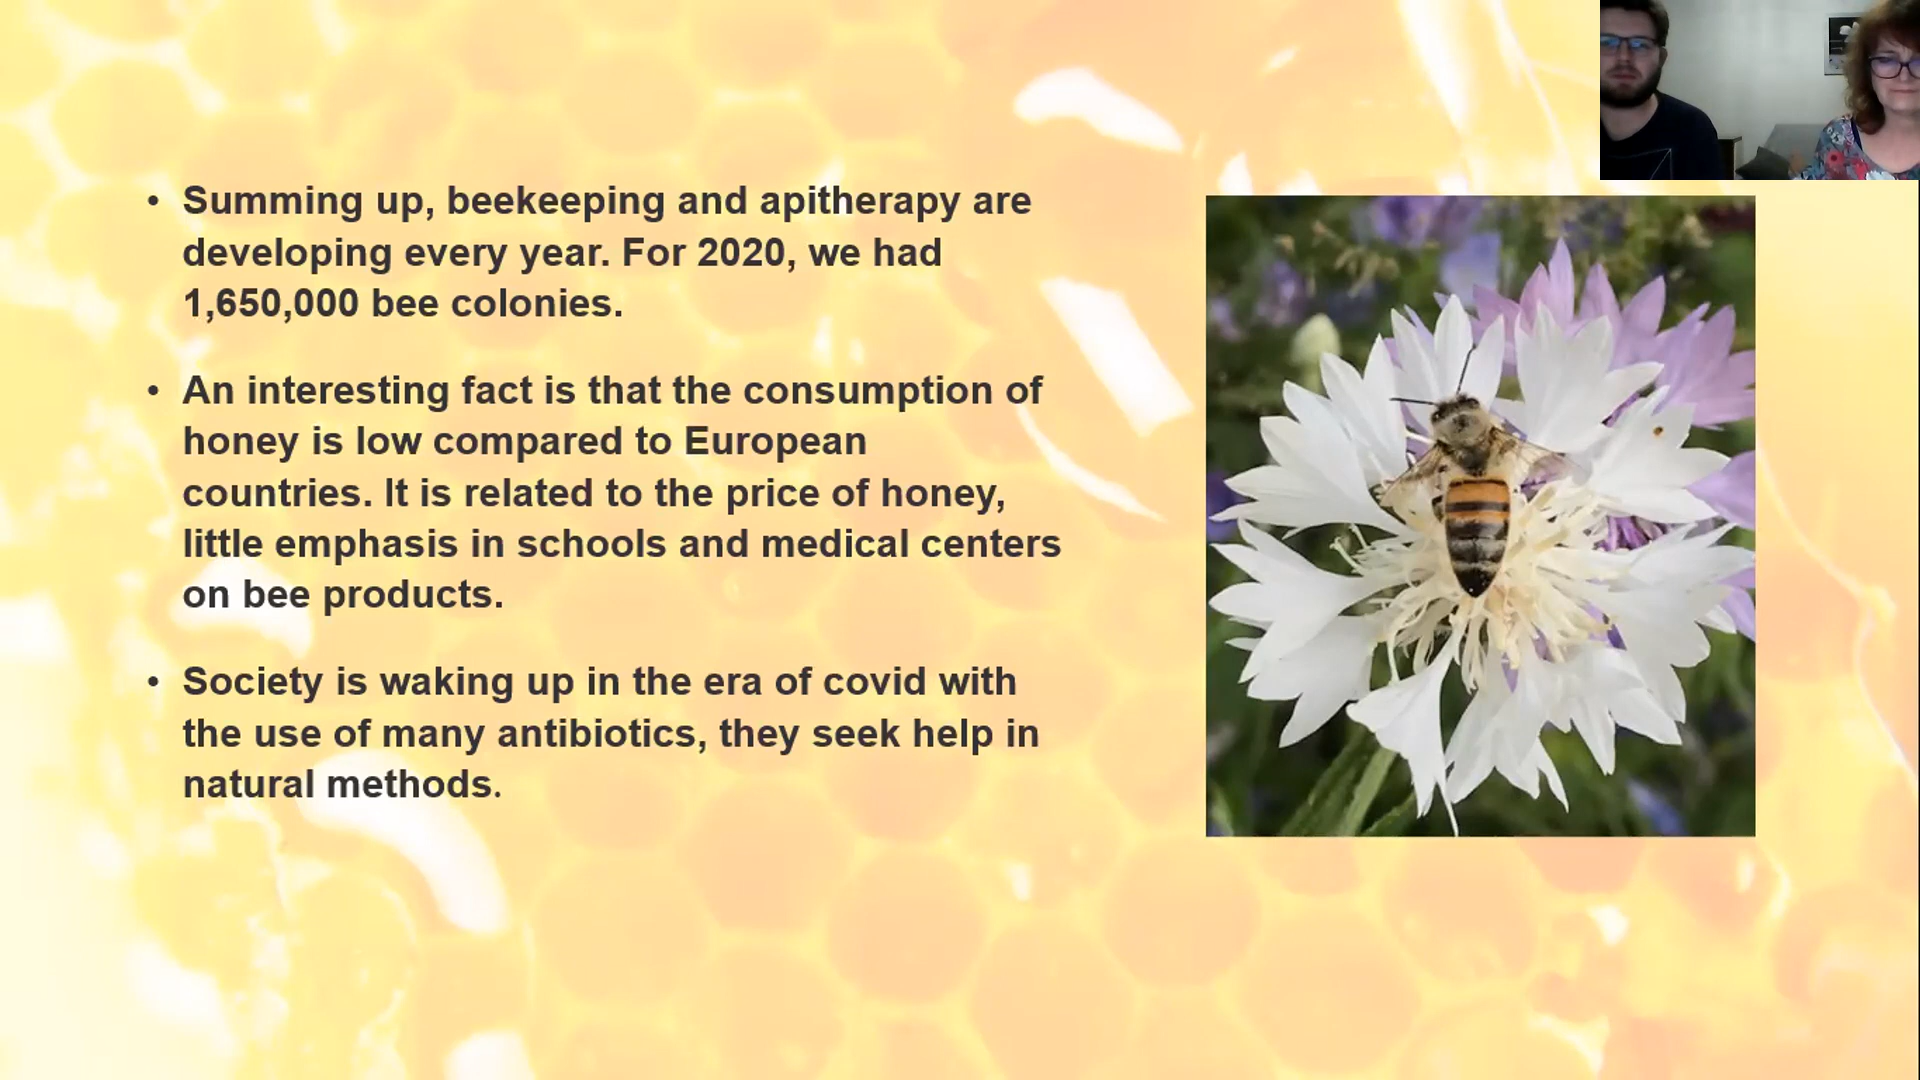 • Summing up, beekeeping and apitherapy are
developing every year. For 2020, we had
1,650,000 bee colonies.
• An interesting fact is that the consumption of
honey is low compared to European
countries. It is related to the price of honey,
little emphasis in schools and medical centers
on bee products.
• Society is waking up in the era of covid with
the use of many antibiotics, they seek help in
natural methods.